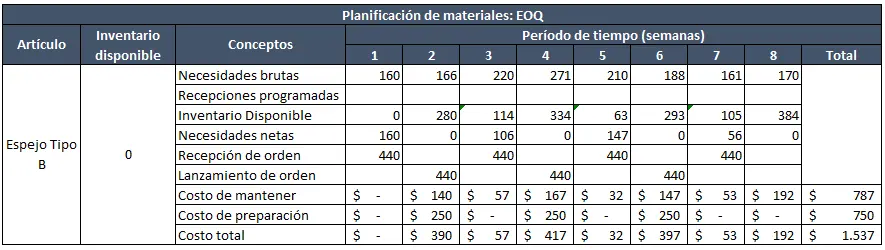 Planificación de materiales: EOQ
Artículo Inventario disponible Conceptos Período de tiempo (semanas)
1 2 3 4 5 6 7 8 Total
Espejo Tipo B 0
Necesidades brutas 160 166 220 271 210 188 161 170
Recepciones programadas
Inventario Disponible 0 280 114 334 63 293 105 384
Necesidades netas 160 0 106 0 147 0 56 0
Recepción de orden 440 440 440 440
Lanzamiento de orden 440 440 440
Costo de mantener $ - $ 140 $ 57 $ 167 $ 32 $ 147 $ 53 $ 192 $ 787
Costo de preparación $ - $ 250 $ - $ 250 $ - $ 250 $ - $ - $ 750
Costo total $ - $ 390 $ 57 $ 417 $ 32 $ 397 $ 53 $ 192 $ 1.537